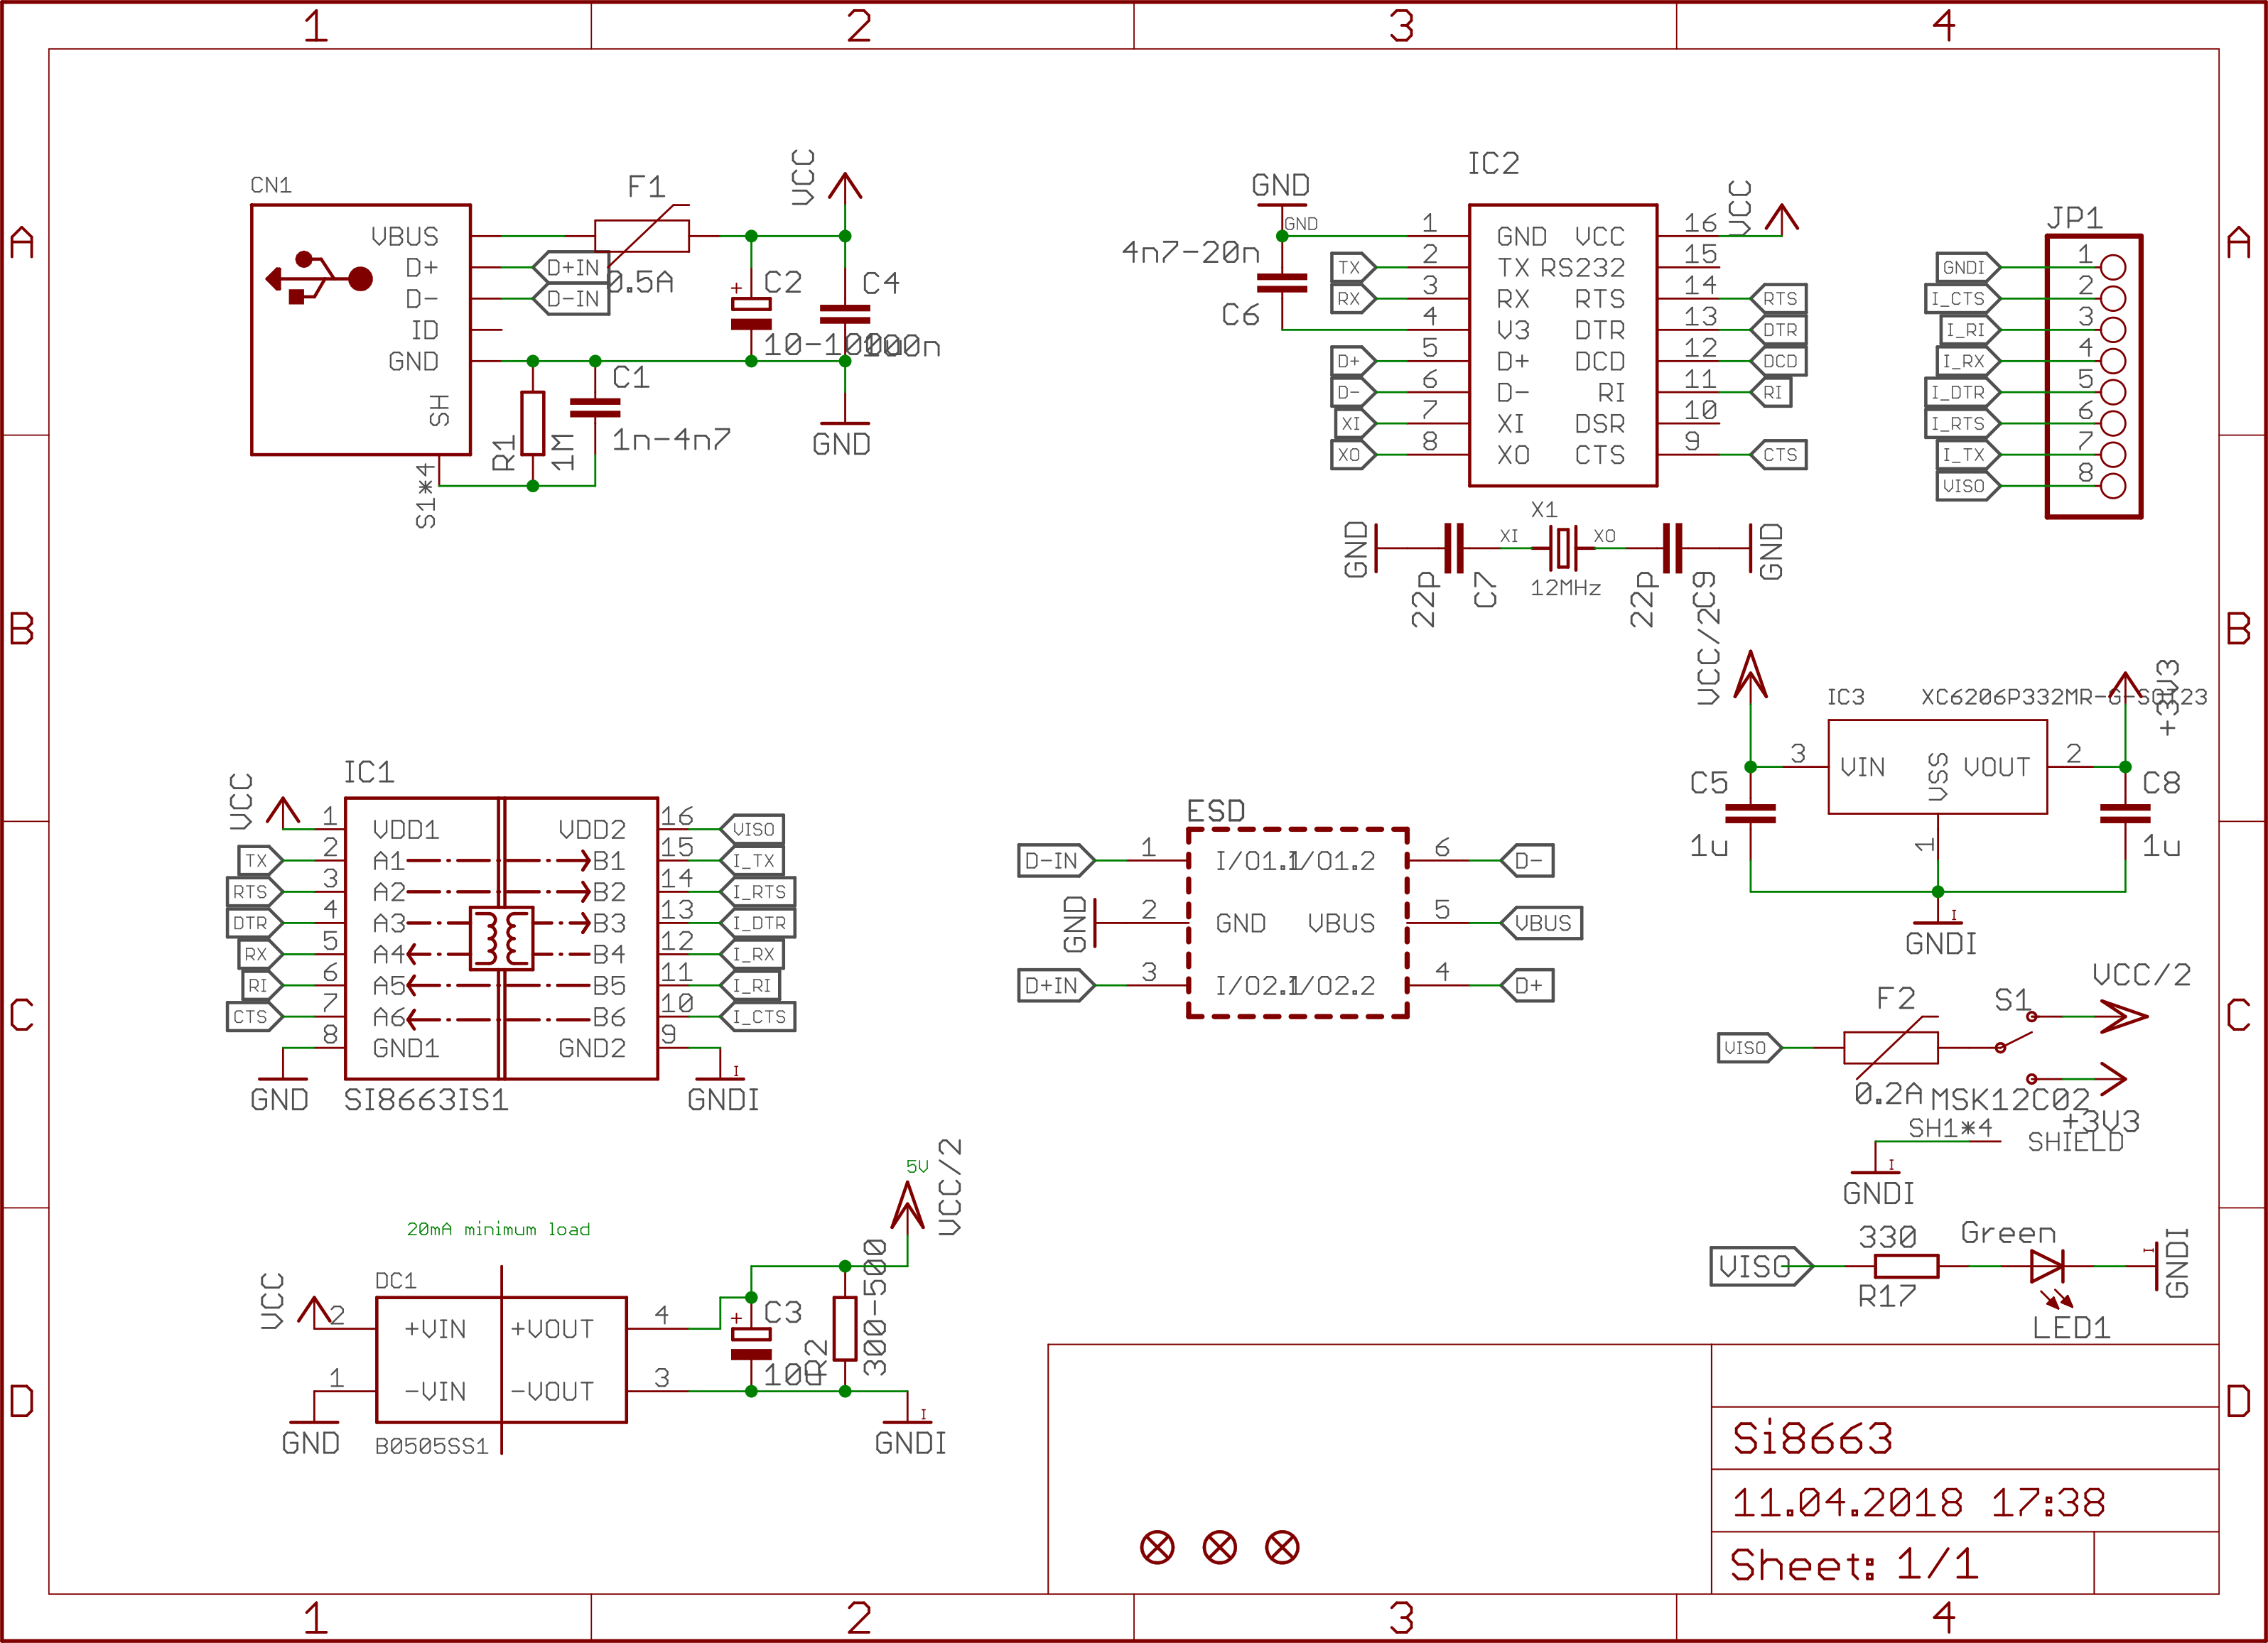 1 2 3 4
A
B
C
D
A
B
C
D
1 2 3 4
CN1
VBUS
D+
D-
ID
GND
SH
S1*4
D+IN
D-IN
F1
0.5A
VCC
C2
C4
GND
R1
1M
C1
1n-4n7
IC2
GND
GND
4n7-20n
C6
TX
RX
D+
D-
XI
XO
1 GND VCC 16
2 TX RS232 15
3 RX RTS 14
4 V3 DTR 13
5 D+ DCD 12
6 D- RI 11
7 XI DSR 10
8 XO CTS 9
VCC
RTS
DTR
DCD
RI
CTS
JP1
GNDI 1
I_CTS 2
I_RI 3
I_RX 4
I_DTR 5
I_RTS 6
I_TX 7
VISO 8
GND
22P
C7
XI
X1
12MHz
XO
22P
C9
GND
VCC/2
IC3
XC6206P332MR-G-SOT23
+3V3
3 VIN
VSS
VOUT 2
1
C5
1u
C8
1u
I
GNDI
IC1
VCC
1 VDD1 VDD2 16 VISO
TX 2 A1 B1 15 I_TX
RTS 3 A2 B2 14 I_RTS
DTR 4 A3 B3 13 I_DTR
RX 5 A4 B4 12 I_RX
RI 6 A5 B5 11 I_RI
CTS 7 A6 B6 10 I_CTS
8 GND1 GND2 9
GND
SI8663IS1
I
GNDI
ESD
D-IN 1 I/O1.1 I/O1.2 6 D-
GND 2 GND VBUS 5 VBUS
D+IN 3 I/O2.1 I/O2.2 4 D+
VCC/2
F2
S1
VISO
0.2A
MSK12C02
+3V3
SH1*4
SHIELD
I
GNDI
VISO
330
R17
Green
LED1
I
GNDI
20mA minimum load
5V
VCC/2
VCC
DC1
2 +VIN +VOUT 4
1 -VIN -VOUT 3
GND
B0505SS1
C3
10u
R2
300-500
I
GNDI
Si8663
11.04.2018 17:38
Sheet: 1/1